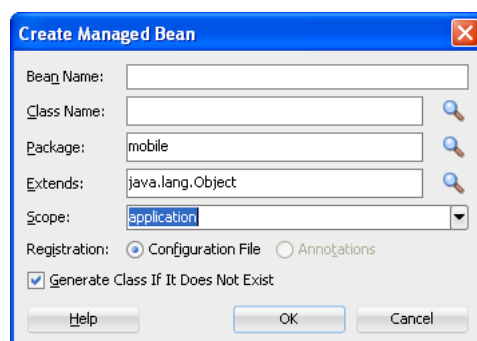 Create Managed Bean
Bean Name:
Class Name:
Package: mobile
Extends: java.lang.Object
Scope: application
Registration: Configuration File Annotations
Generate Class If It Does Not Exist
Help OK Cancel